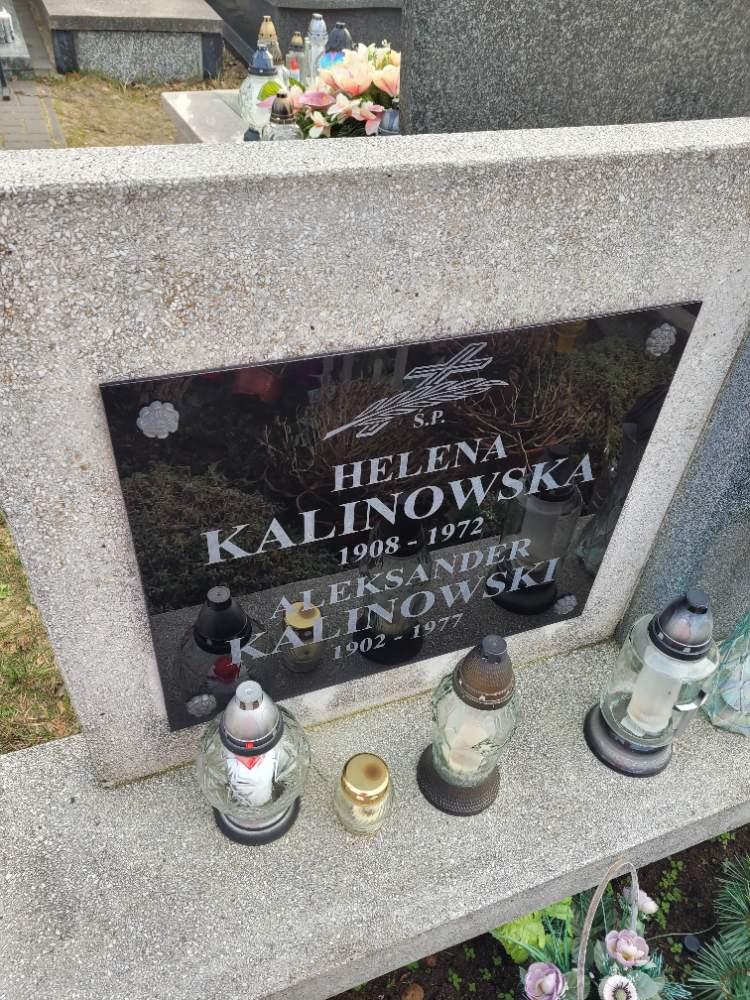 Ś.P.
HELENA
KALINOWSKA
1908 - 1972
ALEKSANDER
KALINOWSKI
1902 - 1977